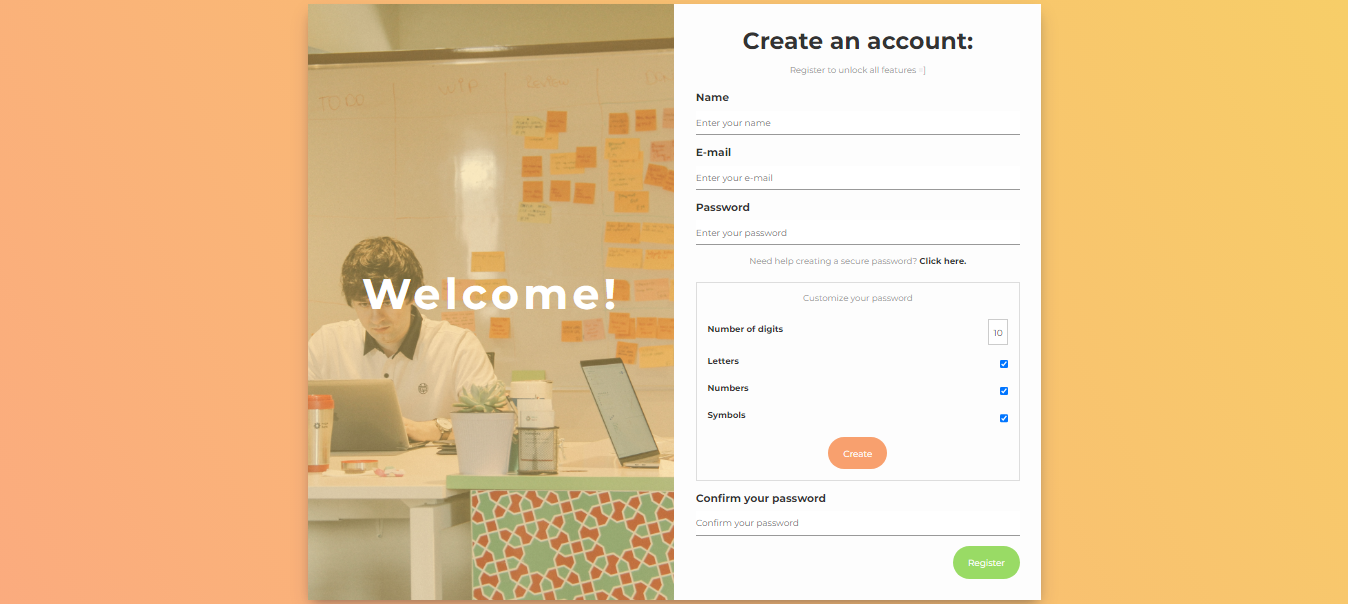 TO DO
WIP
Welcome!
Create an account:
Register to unlock all features =]
Name
Enter your name
E-mail
Enter your e-mail
Password
Enter your password
Need help creating a secure password? Click here.
Customize your password
Number of digits
10
Letters
Numbers
Symbols
Create
Confirm your password
Confirm your password
Register